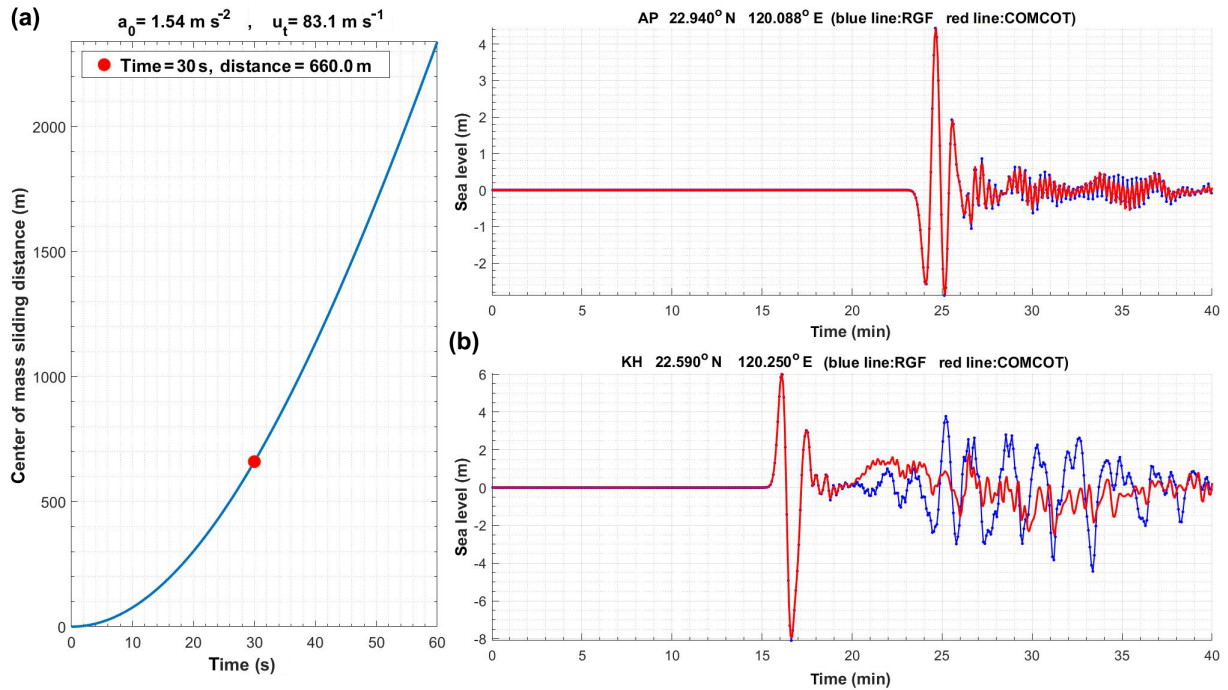 (a)
a₀ = 1.54 m s⁻² , uₜ = 83.1 m s⁻¹
Time = 30 s, distance = 660.0 m
Center of mass sliding distance (m)
2000
1500
1000
500
0
0 10 20 30 40 50 60
Time (s)
AP 22.940° N 120.088° E (blue line:RGF red line:COMCOT)
Sea level (m)
4
2
0
-2
0 5 10 15 20 25 30 35 40
Time (min)
(b)
KH 22.590° N 120.250° E (blue line:RGF red line:COMCOT)
Sea level (m)
6
4
2
0
-2
-4
-6
-8
0 5 10 15 20 25 30 35 40
Time (min)